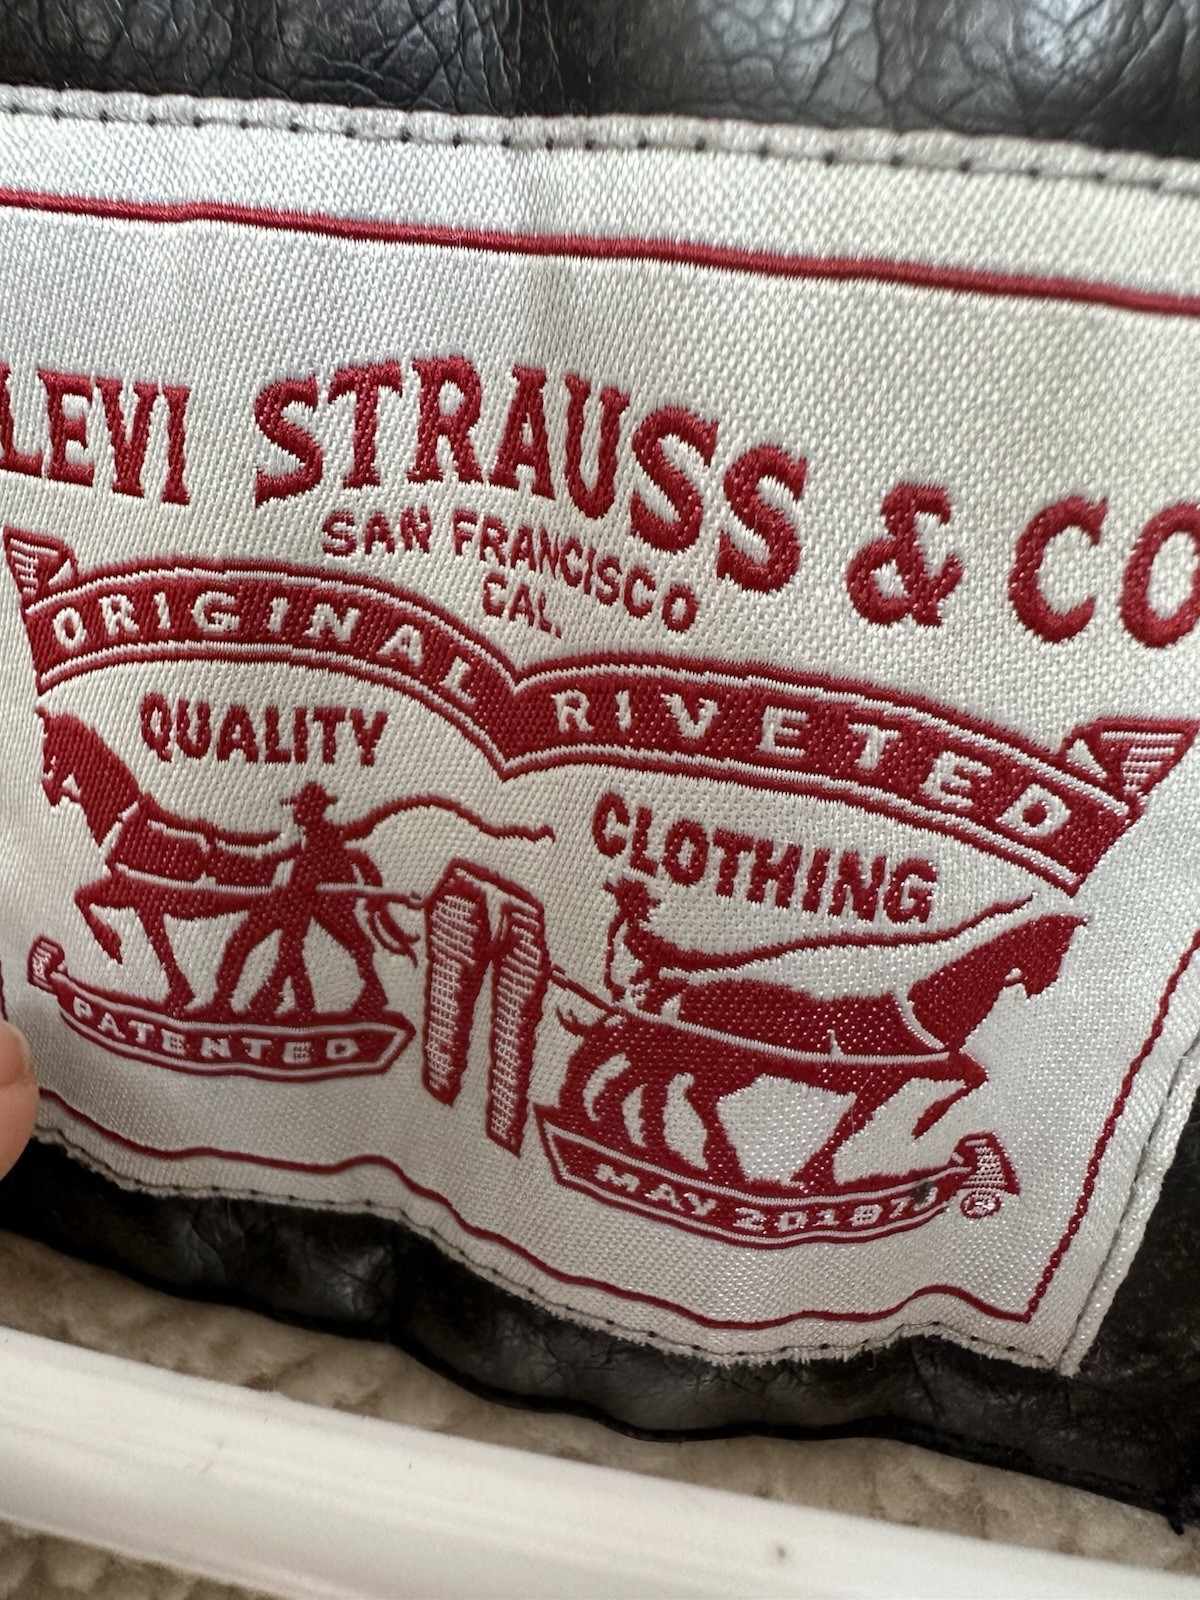 LEVI STRAUSS & CO
SAN FRANCISCO
CAL.
ORIGINAL RIVETED
QUALITY
CLOTHING
PATENTED
MAY 20 1873